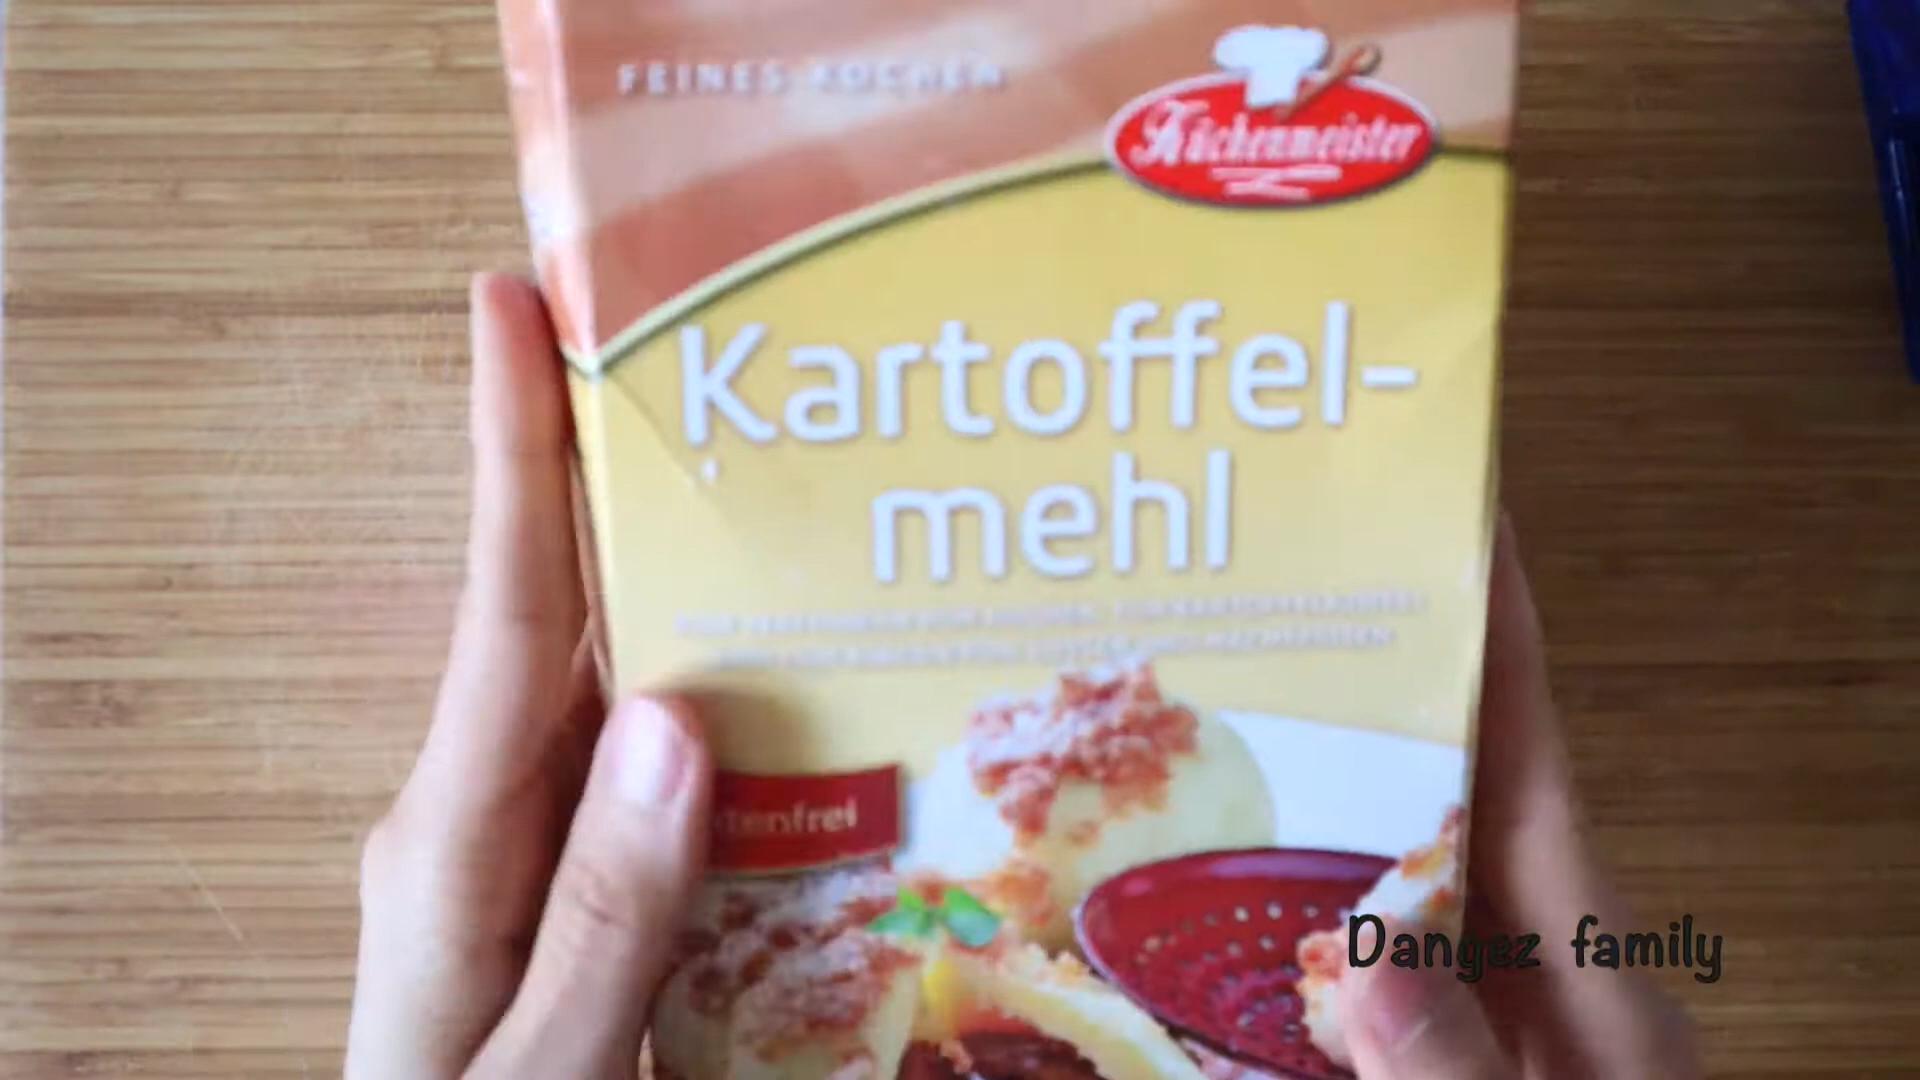 FEINES KOCHEN
Küchenmeister
Kartoffel-
mehl
tenfrei
Dangez family